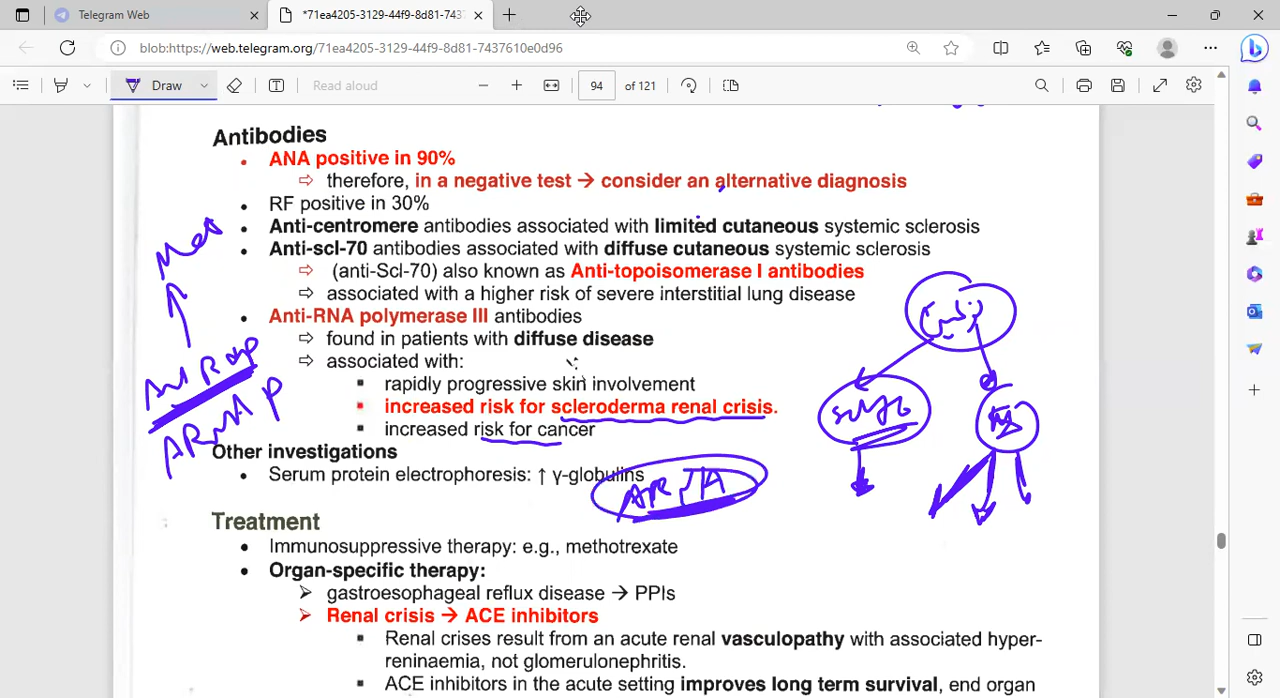 Telegram Web
*71ea4205-3129-44f9-8d81-7437
blob:https://web.telegram.org/71ea4205-3129-44f9-8d81-7437610e0d96
Draw
Read aloud
94 of 121
Antibodies
• ANA positive in 90%
⇨ therefore, in a negative test → consider an alternative diagnosis
• RF positive in 30%
• Anti-centromere antibodies associated with limited cutaneous systemic sclerosis
• Anti-scl-70 antibodies associated with diffuse cutaneous systemic sclerosis
⇨ (anti-Scl-70) also known as Anti-topoisomerase I antibodies
⇨ associated with a higher risk of severe interstitial lung disease
• Anti-RNA polymerase III antibodies
⇨ found in patients with diffuse disease
⇨ associated with:
▪ rapidly progressive skin involvement
▪ increased risk for scleroderma renal crisis.
▪ increased risk for cancer
Other investigations
• Serum protein electrophoresis: ↑ γ-globulins
Treatment
• Immunosuppressive therapy: e.g., methotrexate
• Organ-specific therapy:
➢ gastroesophageal reflux disease → PPIs
➢ Renal crisis → ACE inhibitors
▪ Renal crises result from an acute renal vasculopathy with associated hyper-
reninaemia, not glomerulonephritis.
▪ ACE inhibitors in the acute setting improves long term survival, end organ